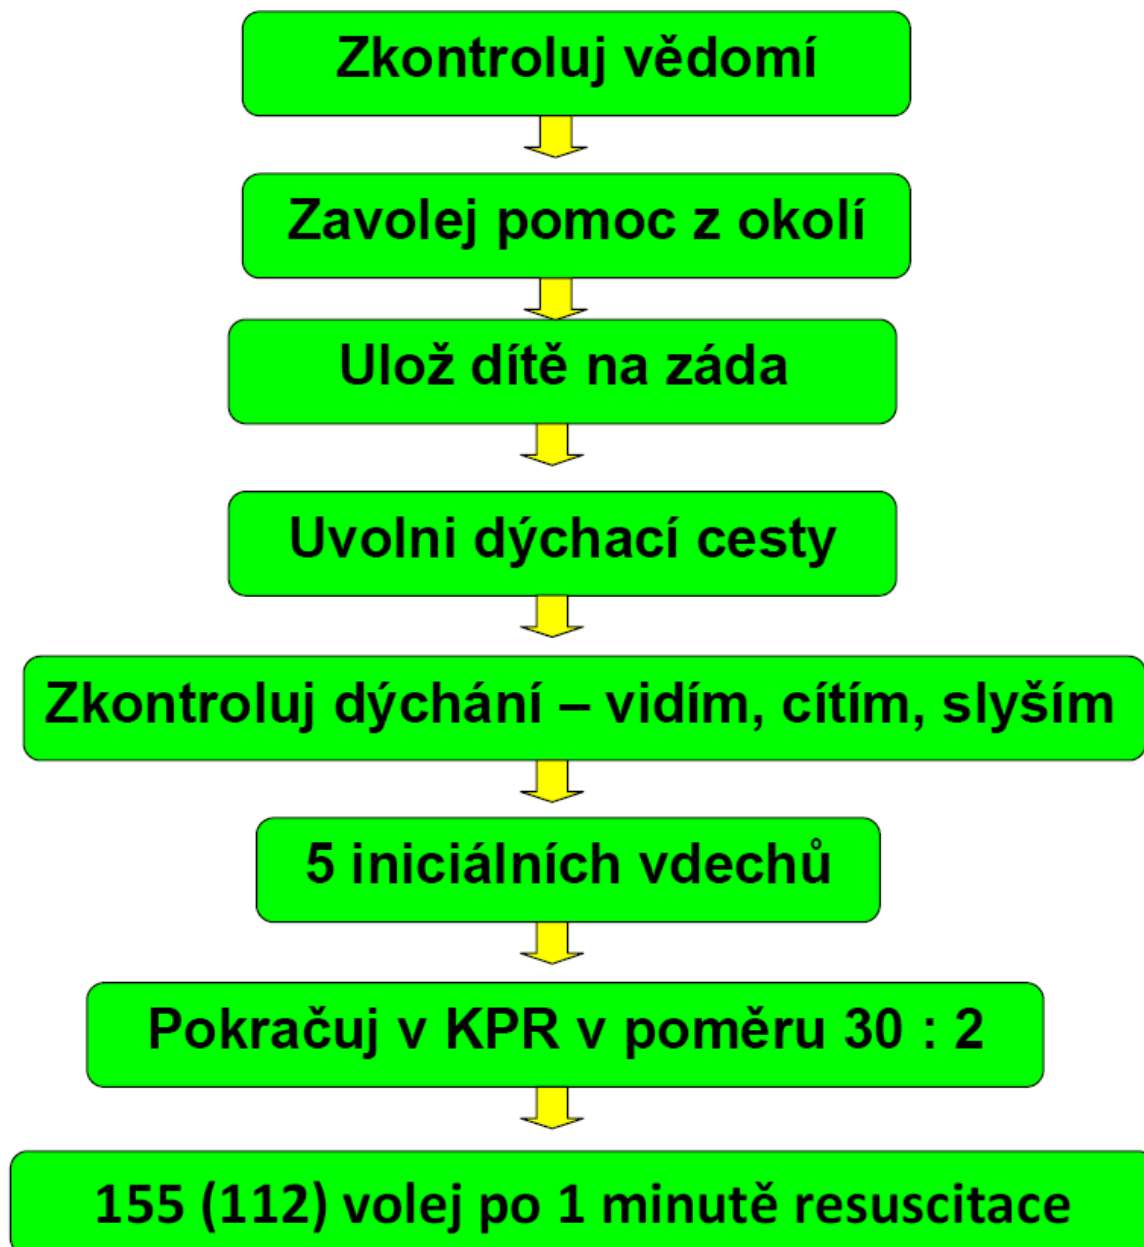 Zkontroluj vědomí
Zavolej pomoc z okolí
Ulož dítě na záda
Uvolni dýchací cesty
Zkontroluj dýchání – vidím, cítím, slyším
5 iniciálních vdechů
Pokračuj v KPR v poměru 30 : 2
155 (112) volej po 1 minutě resuscitace